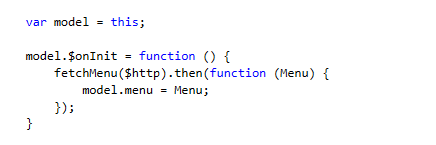 var model = this;
model.$onInit = function () {
    fetchMenu($http).then(function (Menu) {
        model.menu = Menu;
    });
}